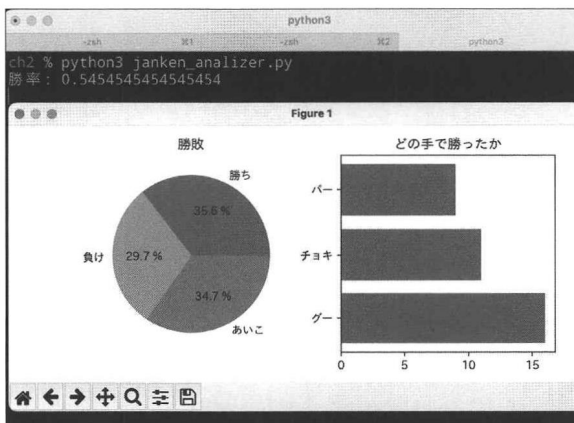 python3
-zsh ⌘1 -zsh ⌘2 python3
ch2 % python3 janken_analizer.py
勝率: 0.5454545454545454
Figure 1
勝敗
勝ち
35.6 %
負け
29.7 %
34.7 %
あいこ
どの手で勝ったか
パー
チョキ
グー
0 5 10 15